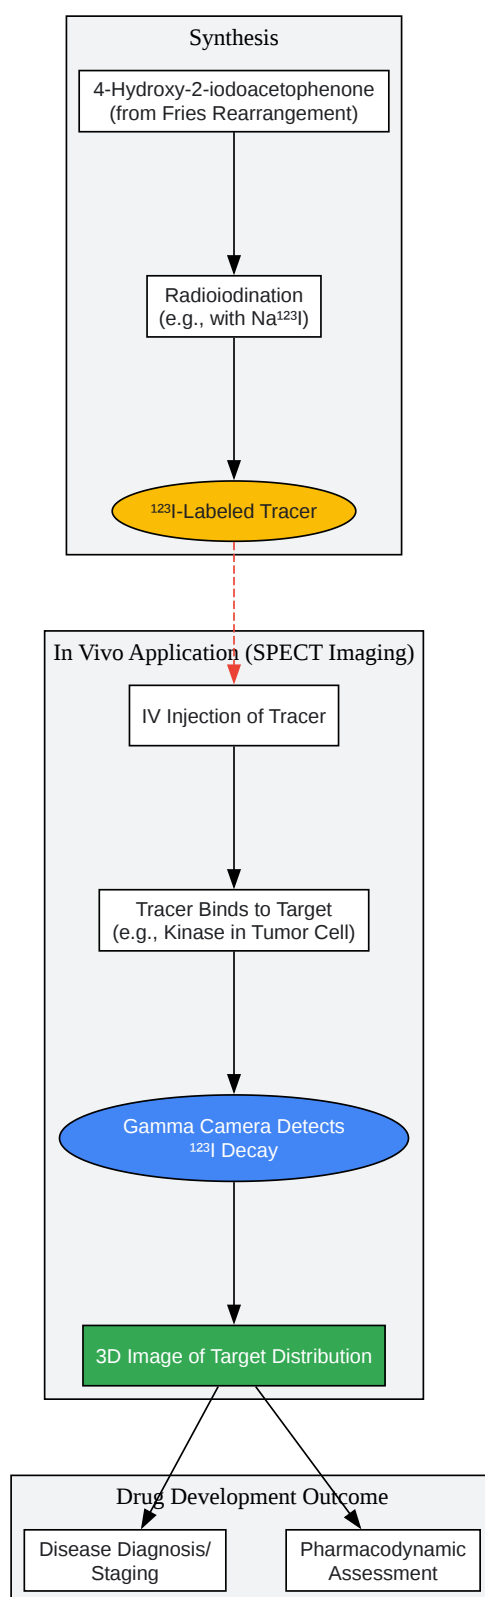 Synthesis
4-Hydroxy-2-iodoacetophenone
(from Fries Rearrangement)
Radioiodination
(e.g., with Na¹²³I)
¹²³I-Labeled Tracer
In Vivo Application (SPECT Imaging)
IV Injection of Tracer
Tracer Binds to Target
(e.g., Kinase in Tumor Cell)
Gamma Camera Detects
¹²³I Decay
3D Image of Target Distribution
Drug Development Outcome
Disease Diagnosis/
Staging
Pharmacodynamic
Assessment